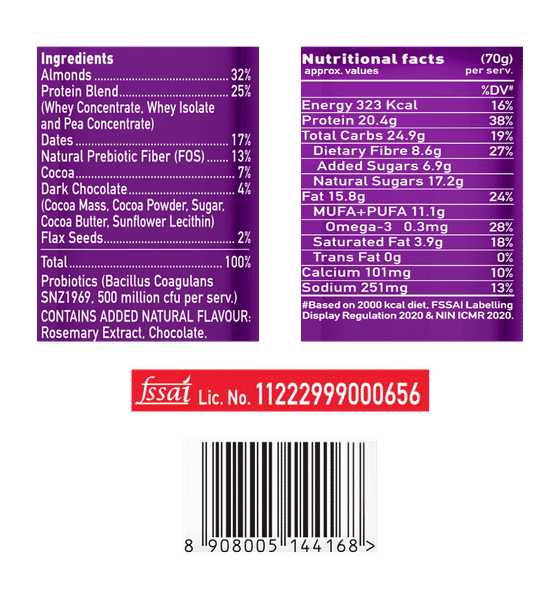 Ingredients
Almonds .................................. 32%
Protein Blend............................ 25%
(Whey Concentrate, Whey Isolate
and Pea Concentrate)
Dates ....................................... 17%
Natural Prebiotic Fiber (FOS) ...... 13%
Cocoa ......................................... 7%
Dark Chocolate............................ 4%
(Cocoa Mass, Cocoa Powder, Sugar,
Cocoa Butter, Sunflower Lecithin)
Flax Seeds................................. 2%
Total ....................................... 100%
Probiotics (Bacillus Coagulans
SNZ1969, 500 million cfu per serv.)
CONTAINS ADDED NATURAL FLAVOUR:
Rosemary Extract, Chocolate.
Nutritional facts (70g)
approx. values per serv.
%DV#
Energy 323 Kcal 16%
Protein 20.4g 38%
Total Carbs 24.9g 19%
Dietary Fibre 8.6g 27%
Added Sugars 6.9g
Natural Sugars 17.2g
Fat 15.8g 24%
MUFA+PUFA 11.1g
Omega-3 0.3mg 28%
Saturated Fat 3.9g 18%
Trans Fat 0g 0%
Calcium 101mg 10%
Sodium 251mg 13%
#Based on 2000 kcal diet, FSSAI Labelling
Display Regulation 2020 & NIN ICMR 2020.
fssai Lic. No. 11222999000656
8 908005 144168 >